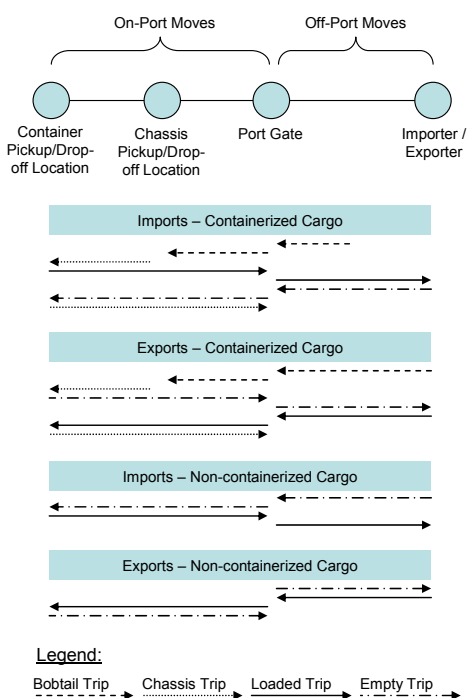 On-Port Moves
Off-Port Moves
Container
Pickup/Drop-
off Location
Chassis
Pickup/Drop-
off Location
Port Gate
Importer /
Exporter
Imports – Containerized Cargo
Exports – Containerized Cargo
Imports – Non-containerized Cargo
Exports – Non-containerized Cargo
Legend:
Bobtail Trip
Chassis Trip
Loaded Trip
Empty Trip